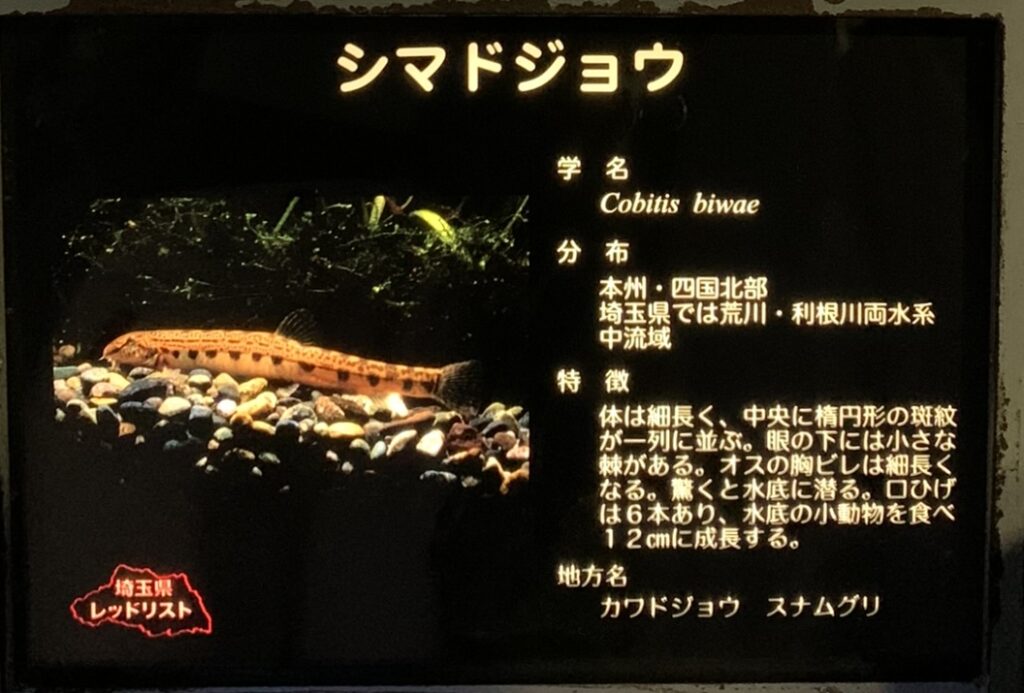 シマドジョウ
学 名
Cobitis biwae
分 布
本州・四国北部
埼玉県では荒川・利根川両水系
中流域
特 徴
体は細長く、中央に楕円形の斑紋
が一列に並ぶ。眼の下には小さな
棘がある。オスの胸ビレは細長く
なる。驚くと水底に潜る。口ひげ
は6本あり、水底の小動物を食べ
12㎝に成長する。
地方名
カワドジョウ スナムグリ
埼玉県
レッドリスト